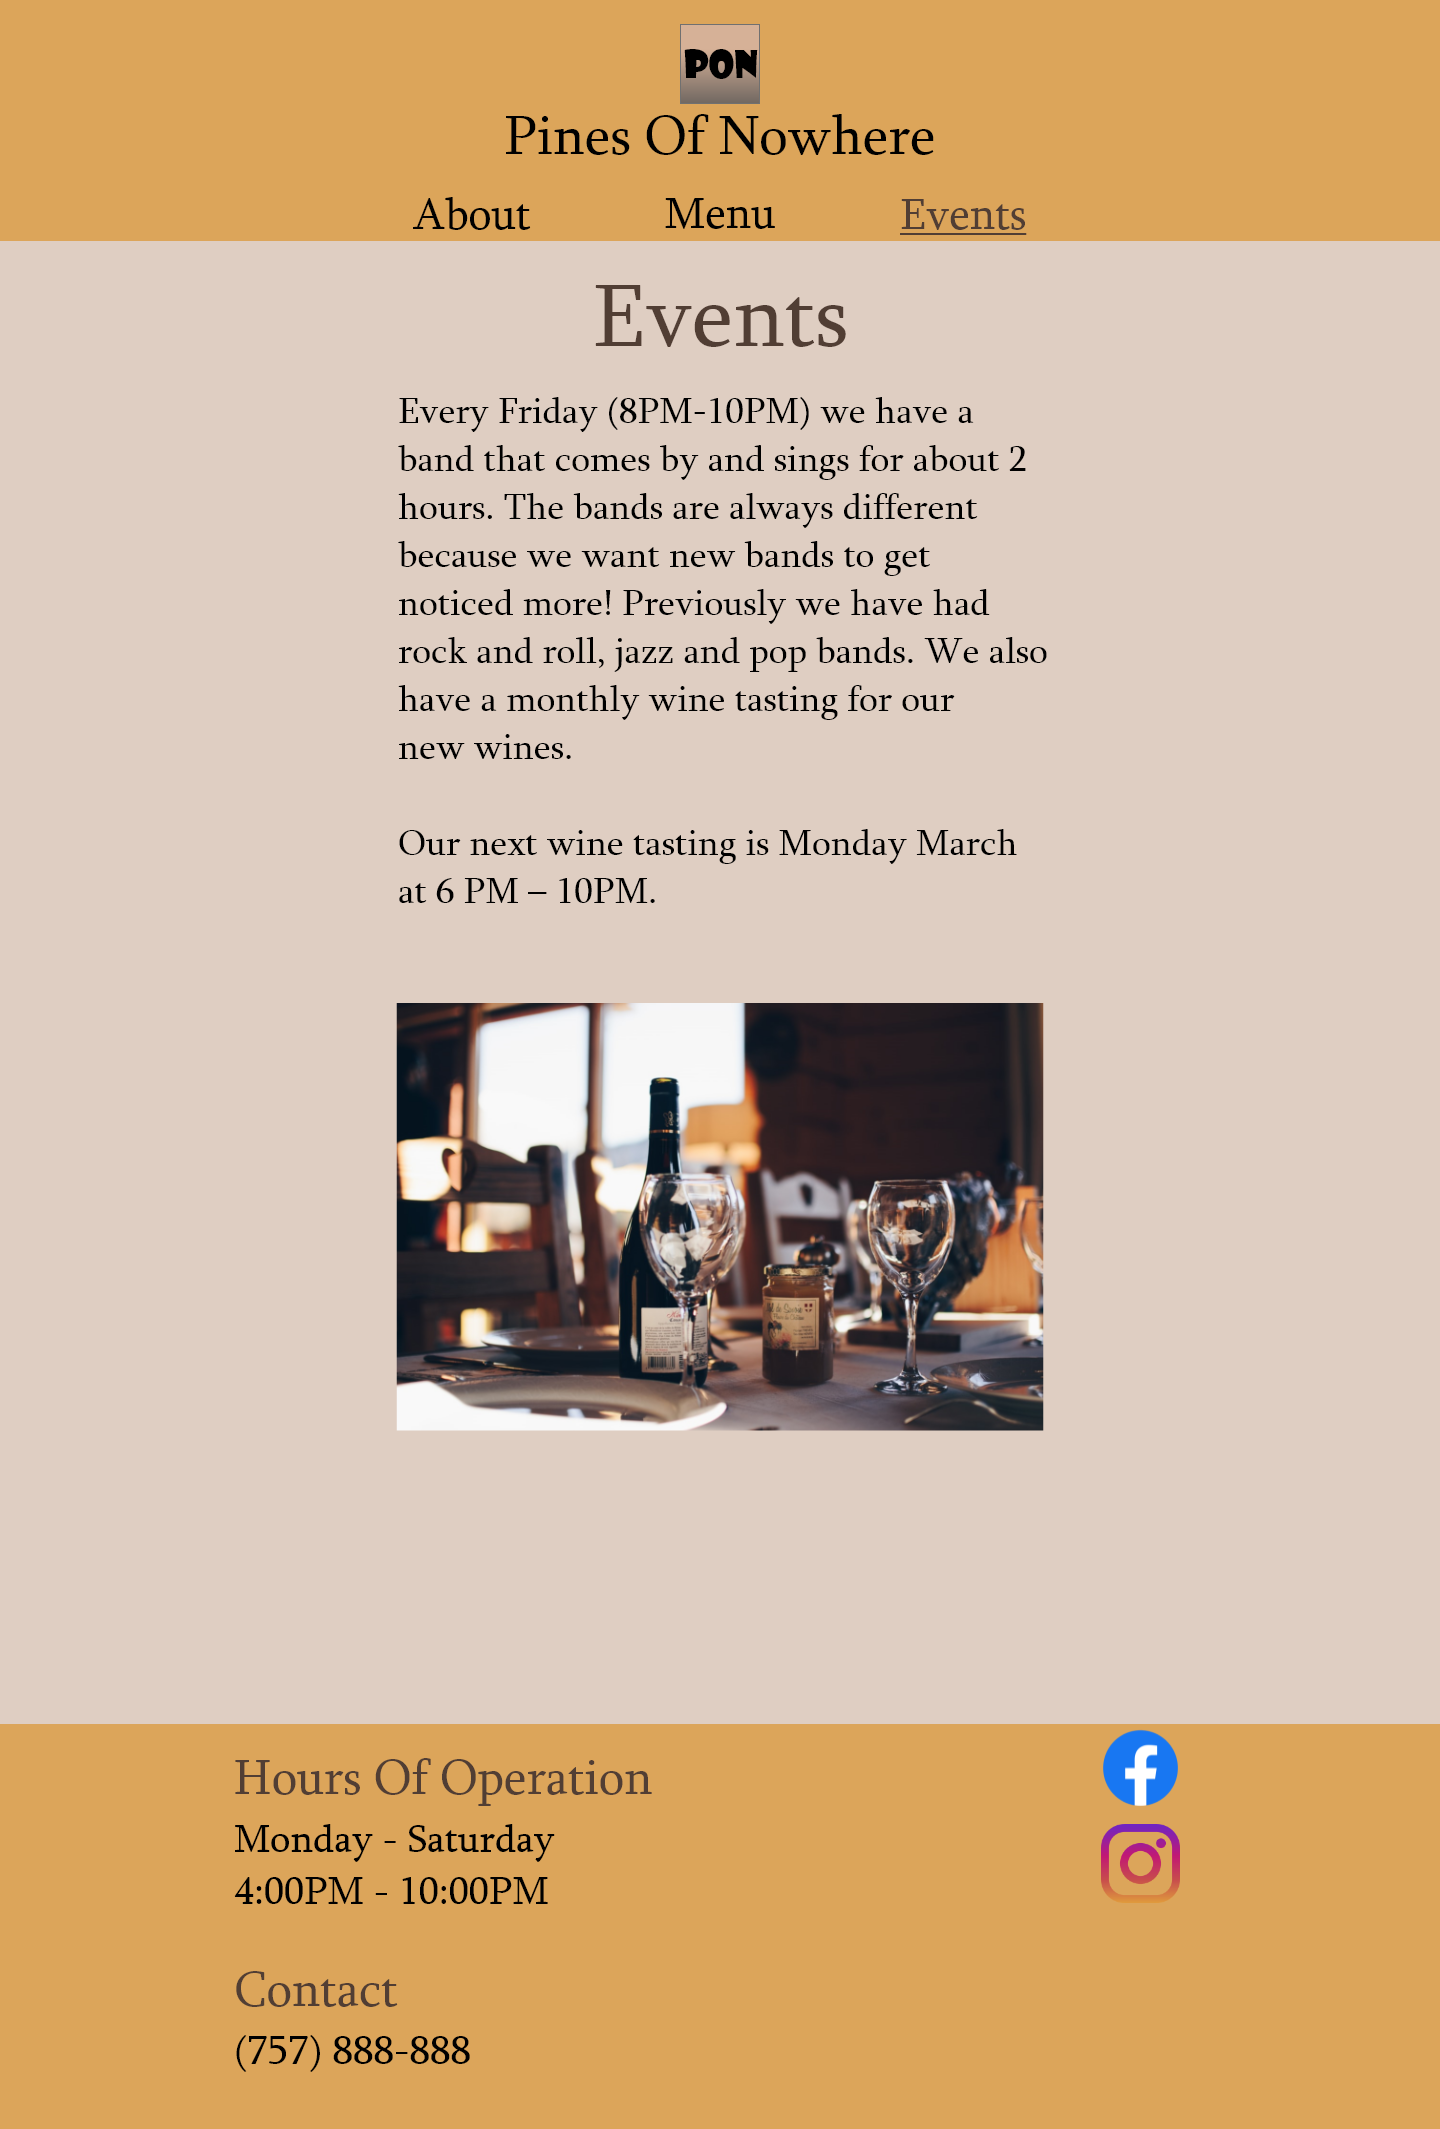 PON
Pines Of Nowhere
About Menu Events
Events
Every Friday (8PM-10PM) we have a
band that comes by and sings for about 2
hours. The bands are always different
because we want new bands to get
noticed more! Previously we have had
rock and roll, jazz and pop bands. We also
have a monthly wine tasting for our
new wines.
Our next wine tasting is Monday March
at 6 PM – 10PM.
Hours Of Operation
Monday - Saturday
4:00PM - 10:00PM
Contact
(757) 888-888